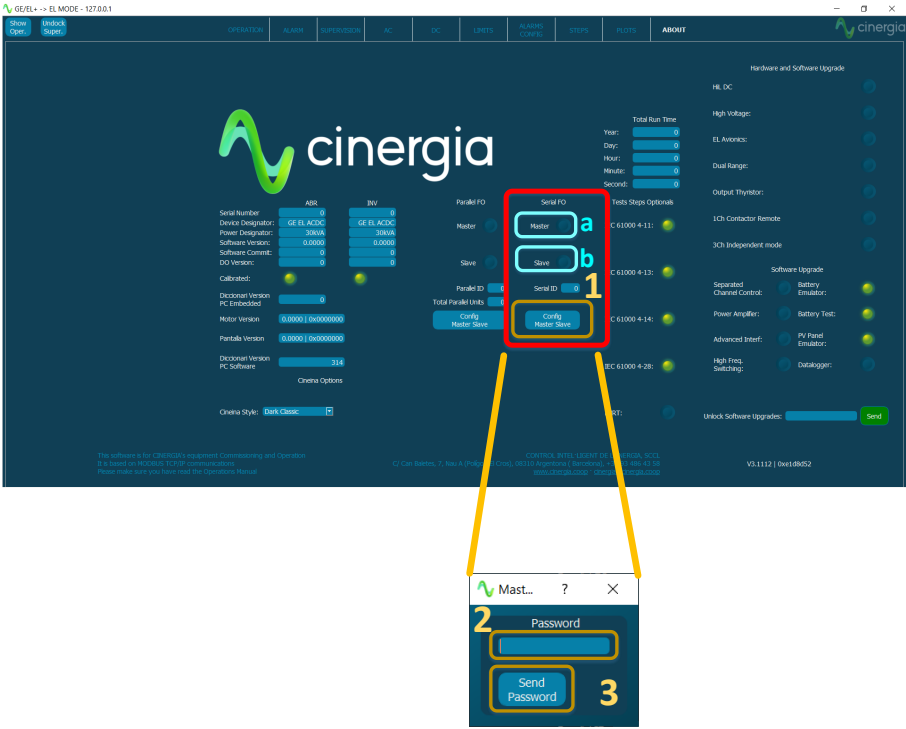 GE/EL+ -> EL MODE - 127.0.0.1
Show Oper.
Undock Super.
OPERATION
ALARM
SUPERVISION
AC
DC
LIMITS
ALARMS CONFIG
STEPS
PLOTS
ABOUT
cinergia
Hardware and Software Upgrade
HiL DC
High Voltage:
EL Avionics:
Dual Range:
Output Thyristor:
1Ch Contactor Remote
3Ch Independent mode
cinergia
Total Run Time
Year: 0
Day: 0
Hour: 0
Minute: 0
Second: 0
ABR INV
Serial Number 0 0
Device Designator: GE EL ACDC GE EL ACDC
Power Designator: 30kVA 30kVA
Software Version: 0.0000 0.0000
Software Commit: 0 0
DO Version: 0 0
Calibrated:
Diccionari Version PC Embedded 0
Motor Version 0.0000 | 0x0000000
Pantalla Version 0.0000 | 0x0000000
Diccionari Version PC Software 314
Cineina Options
Cineina Style: Dark Classic
Parallel FO
Master
Slave
Parallel ID 0
Total Parallel Units 0
Config Master Slave
Serial FO
Master a
Slave b
1
Serial ID 0
Config Master Slave
Tests Steps Optionals
C 61000 4-11:
C 61000 4-13:
C 61000 4-14:
IEC 61000 4-28:
RT:
Software Upgrade
Separated Channel Control:
Battery Emulator:
Power Amplifier:
Battery Test:
Advanced Interf:
PV Panel Emulator:
High Freq. Switching:
Datalogger:
Unlock Software Upgrades:
Send
This software is for CINERGIA's equipment Commissioning and Operation
It is based on MODBUS TCP/IP communications
Please make sure you have read the Operations Manual
V3.1112 | 0xe1d8d52
Mast... ?
2
Password
Send Password
3